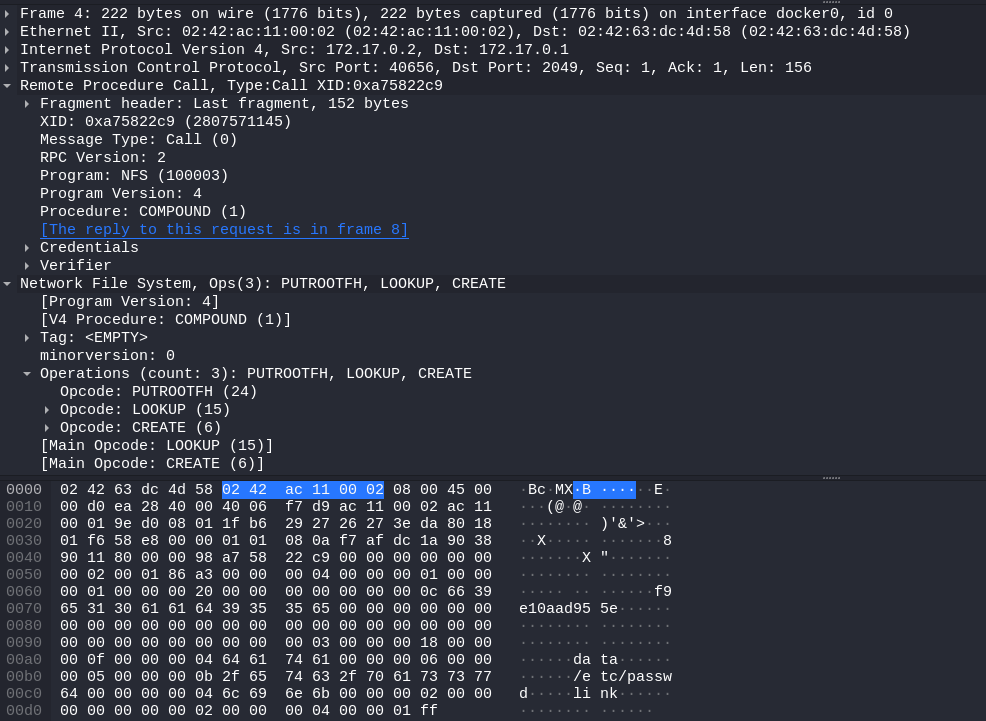 Frame 4: 222 bytes on wire (1776 bits), 222 bytes captured (1776 bits) on interface docker0, id 0
Ethernet II, Src: 02:42:ac:11:00:02 (02:42:ac:11:00:02), Dst: 02:42:63:dc:4d:58 (02:42:63:dc:4d:58)
Internet Protocol Version 4, Src: 172.17.0.2, Dst: 172.17.0.1
Transmission Control Protocol, Src Port: 40656, Dst Port: 2049, Seq: 1, Ack: 1, Len: 156
Remote Procedure Call, Type:Call XID:0xa75822c9
Fragment header: Last fragment, 152 bytes
XID: 0xa75822c9 (2807571145)
Message Type: Call (0)
RPC Version: 2
Program: NFS (100003)
Program Version: 4
Procedure: COMPOUND (1)
[The reply to this request is in frame 8]
Credentials
Verifier
Network File System, Ops(3): PUTROOTFH, LOOKUP, CREATE
[Program Version: 4]
[V4 Procedure: COMPOUND (1)]
Tag: <EMPTY>
minorversion: 0
Operations (count: 3): PUTROOTFH, LOOKUP, CREATE
Opcode: PUTROOTFH (24)
Opcode: LOOKUP (15)
Opcode: CREATE (6)
[Main Opcode: LOOKUP (15)]
[Main Opcode: CREATE (6)]
0000 02 42 63 dc 4d 58 02 42 ac 11 00 02 08 00 45 00 ·Bc·MX·B ······E·
0010 00 d0 ea 28 40 00 40 06 f7 d9 ac 11 00 02 ac 11 ···(@·@· ········
0020 00 01 9e d0 08 01 1f b6 29 27 26 27 3e da 80 18 ········ )'&'>···
0030 01 f6 58 e8 00 00 01 01 08 0a f7 af dc 1a 90 38 ··X····· ·······8
0040 90 11 80 00 00 98 a7 58 22 c9 00 00 00 00 00 00 ·······X "·······
0050 00 02 00 01 86 a3 00 00 00 04 00 00 00 01 00 00 ········ ········
0060 00 01 00 00 00 20 00 00 00 00 00 00 0c 66 39 ····· ·· ······f9
0070 65 31 30 61 61 64 39 35 35 65 00 00 00 00 00 00 e10aad95 5e······
0080 00 00 00 00 00 00 00 00 00 00 00 00 00 00 00 00 ········ ········
0090 00 00 00 00 00 00 00 00 00 03 00 00 00 18 00 00 ········ ········
00a0 00 0f 00 00 00 04 64 61 74 61 00 00 00 06 00 00 ······da ta······
00b0 00 05 00 00 00 0b 2f 65 74 63 2f 70 61 73 73 77 ······/e tc/passw
00c0 64 00 00 00 00 04 6c 69 6e 6b 00 00 00 02 00 00 d·····li nk······
00d0 00 00 00 00 00 02 00 00 00 04 00 00 01 ff ········ ······